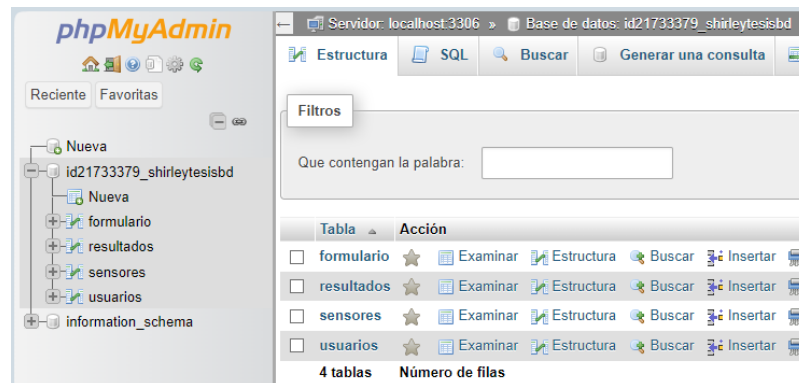 phpMyAdmin
Reciente Favoritas
Nueva
id21733379_shirleytesisbd
Nueva
formulario
resultados
sensores
usuarios
information_schema
Servidor: localhost:3306 » Base de datos: id21733379_shirleytesisbd
Estructura SQL Buscar Generar una consulta
Filtros
Que contengan la palabra:
Tabla Acción
formulario Examinar Estructura Buscar Insertar
resultados Examinar Estructura Buscar Insertar
sensores Examinar Estructura Buscar Insertar
usuarios Examinar Estructura Buscar Insertar
4 tablas Número de filas